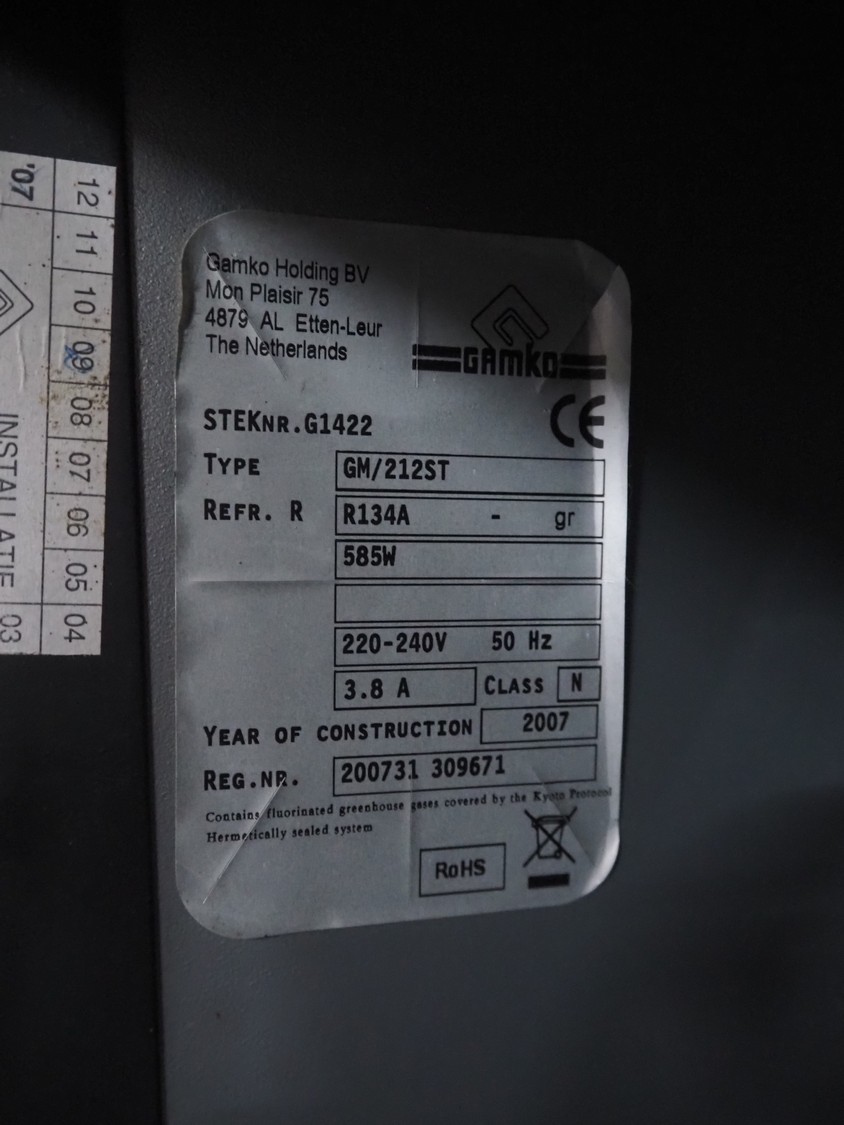 Gamko Holding BV
Mon Plaisir 75
4879 AL Etten-Leur
The Netherlands
GAMKO
CE
STEKNR.G1422
TYPE GM/212ST
REFR. R R134A - gr
585W
220-240V 50 Hz
3.8 A CLASS N
YEAR OF CONSTRUCTION 2007
REG.NR. 200731 309671
Contains fluorinated greenhouse gases covered by the Kyoto Protocol
Hermetically sealed system
RoHS
'07
12 11 10 09 08 07 06 05 04
INSTALLATIE 03